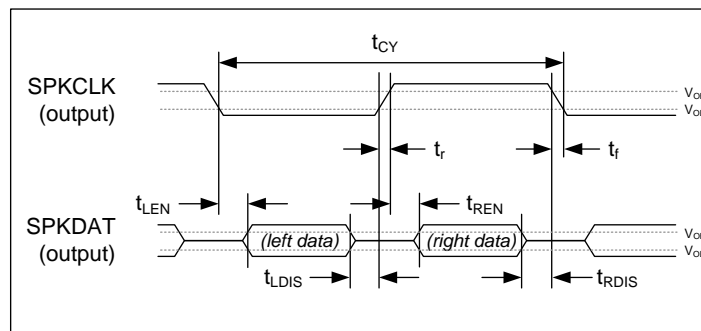 tCY
SPKCLK
(output)
tr
tf
tLEN
tREN
SPKDAT
(output)
(left data)
(right data)
tLDIS
tRDIS